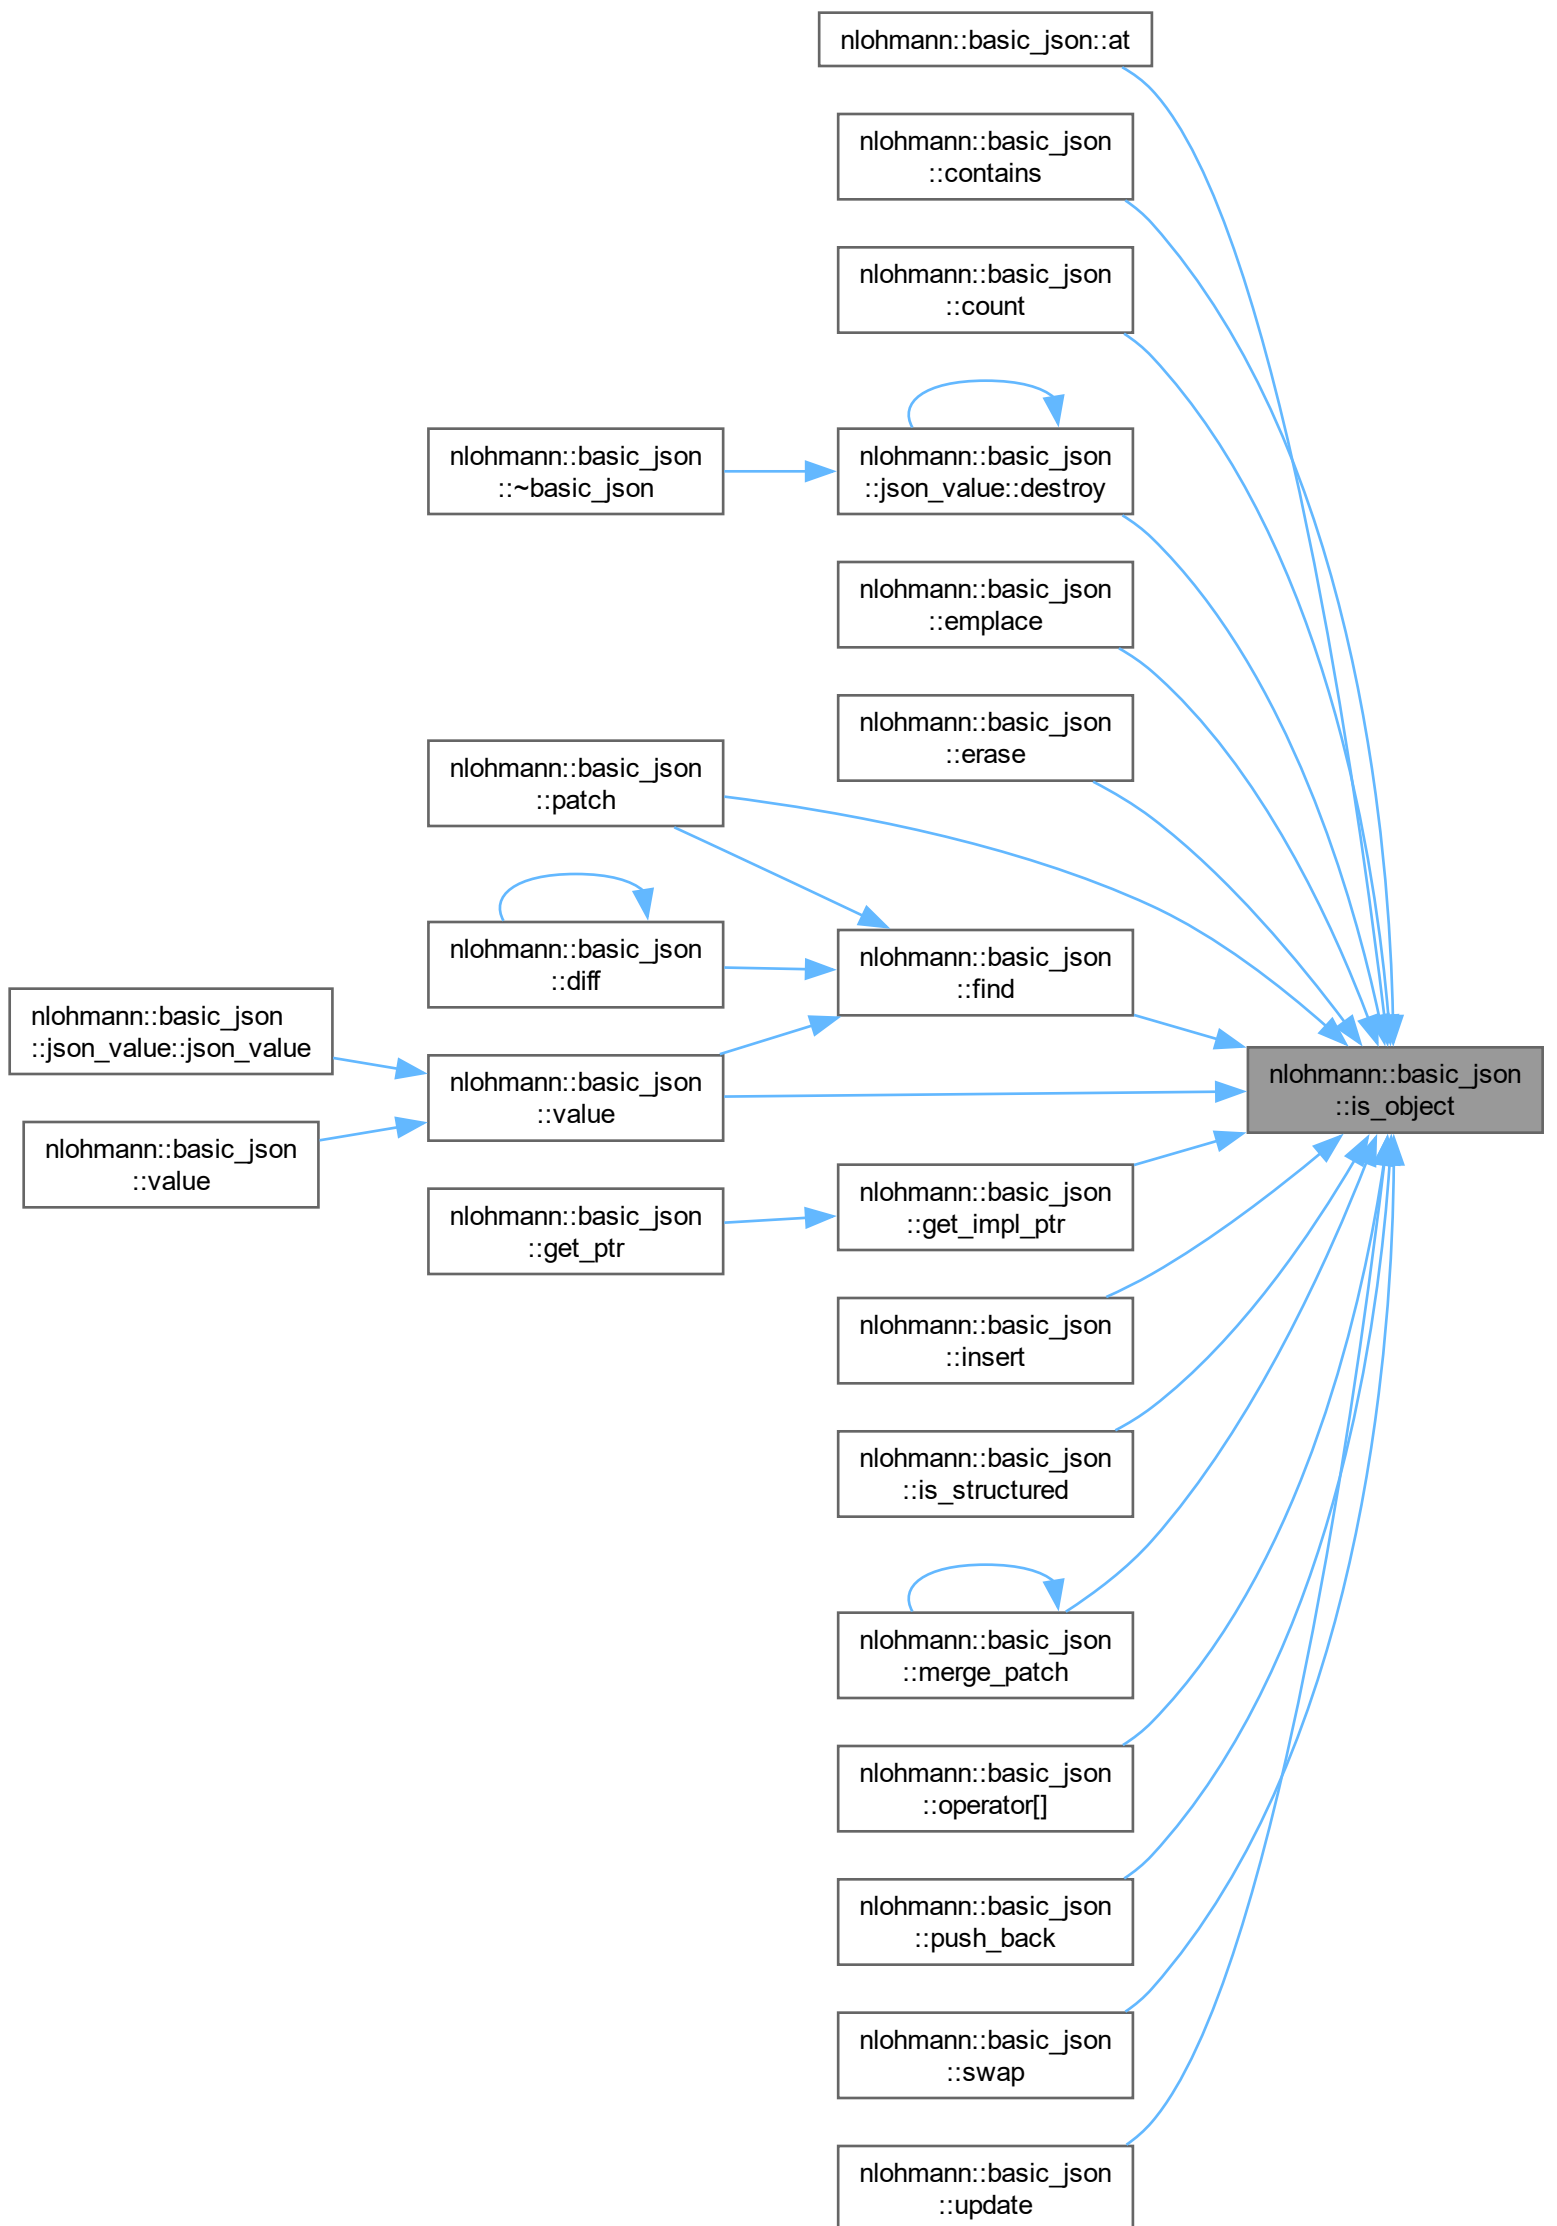 nlohmann::basic_json::at
nlohmann::basic_json
::contains
nlohmann::basic_json
::count
nlohmann::basic_json
::~basic_json
nlohmann::basic_json
::json_value::destroy
nlohmann::basic_json
::emplace
nlohmann::basic_json
::erase
nlohmann::basic_json
::patch
nlohmann::basic_json
::diff
nlohmann::basic_json
::find
nlohmann::basic_json
::json_value::json_value
nlohmann::basic_json
::value
nlohmann::basic_json
::is_object
nlohmann::basic_json
::value
nlohmann::basic_json
::get_impl_ptr
nlohmann::basic_json
::get_ptr
nlohmann::basic_json
::insert
nlohmann::basic_json
::is_structured
nlohmann::basic_json
::merge_patch
nlohmann::basic_json
::operator[]
nlohmann::basic_json
::push_back
nlohmann::basic_json
::swap
nlohmann::basic_json
::update